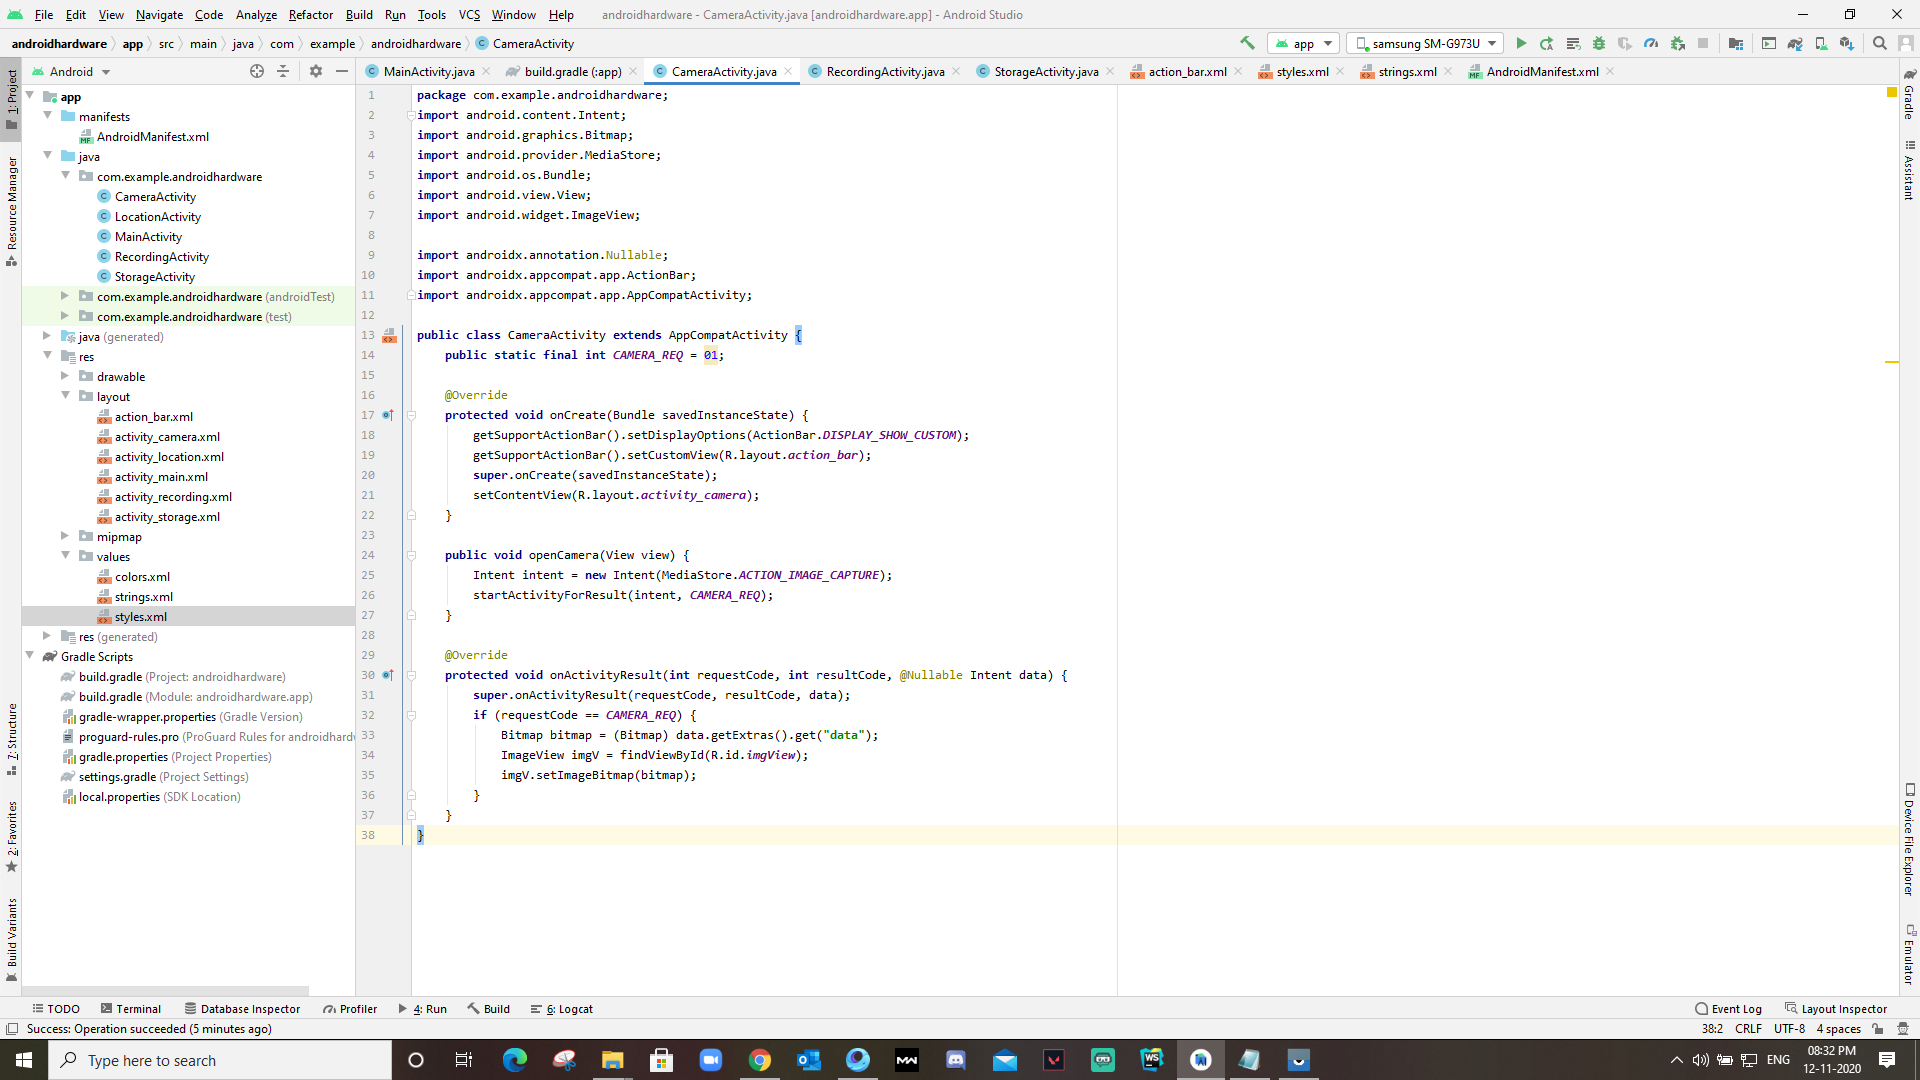 File Edit View Navigate Code Analyze Refactor Build Run Tools VCS Window Help androidhardware - CameraActivity.java [androidhardware.app] - Android Studio
androidhardware app src main java com example androidhardware CameraActivity app samsung SM-G973U
Android
MainActivity.java build.gradle (:app) CameraActivity.java RecordingActivity.java StorageActivity.java action_bar.xml styles.xml strings.xml AndroidManifest.xml
1: Project
Resource Manager
7: Structure
2: Favorites
Build Variants
app
manifests
AndroidManifest.xml
java
com.example.androidhardware
CameraActivity
LocationActivity
MainActivity
RecordingActivity
StorageActivity
com.example.androidhardware (androidTest)
com.example.androidhardware (test)
java (generated)
res
drawable
layout
action_bar.xml
activity_camera.xml
activity_location.xml
activity_main.xml
activity_recording.xml
activity_storage.xml
mipmap
values
colors.xml
strings.xml
styles.xml
res (generated)
Gradle Scripts
build.gradle (Project: androidhardware)
build.gradle (Module: androidhardware.app)
gradle-wrapper.properties (Gradle Version)
proguard-rules.pro (ProGuard Rules for androidhardw
gradle.properties (Project Properties)
settings.gradle (Project Settings)
local.properties (SDK Location)
1 package com.example.androidhardware;
2 import android.content.Intent;
3 import android.graphics.Bitmap;
4 import android.provider.MediaStore;
5 import android.os.Bundle;
6 import android.view.View;
7 import android.widget.ImageView;
8
9 import androidx.annotation.Nullable;
10 import androidx.appcompat.app.ActionBar;
11 import androidx.appcompat.app.AppCompatActivity;
12
13 public class CameraActivity extends AppCompatActivity {
14 public static final int CAMERA_REQ = 01;
15
16 @Override
17 protected void onCreate(Bundle savedInstanceState) {
18 getSupportActionBar().setDisplayOptions(ActionBar.DISPLAY_SHOW_CUSTOM);
19 getSupportActionBar().setCustomView(R.layout.action_bar);
20 super.onCreate(savedInstanceState);
21 setContentView(R.layout.activity_camera);
22 }
23
24 public void openCamera(View view) {
25 Intent intent = new Intent(MediaStore.ACTION_IMAGE_CAPTURE);
26 startActivityForResult(intent, CAMERA_REQ);
27 }
28
29 @Override
30 protected void onActivityResult(int requestCode, int resultCode, @Nullable Intent data) {
31 super.onActivityResult(requestCode, resultCode, data);
32 if (requestCode == CAMERA_REQ) {
33 Bitmap bitmap = (Bitmap) data.getExtras().get("data");
34 ImageView imgV = findViewById(R.id.imgView);
35 imgV.setImageBitmap(bitmap);
36 }
37 }
38 }
Gradle
Assistant
Device File Explorer
Emulator
TODO Terminal Database Inspector Profiler 4: Run Build 6: Logcat Event Log Layout Inspector
Success: Operation succeeded (5 minutes ago) 38:2 CRLF UTF-8 4 spaces
Type here to search
ENG
08:32 PM
12-11-2020